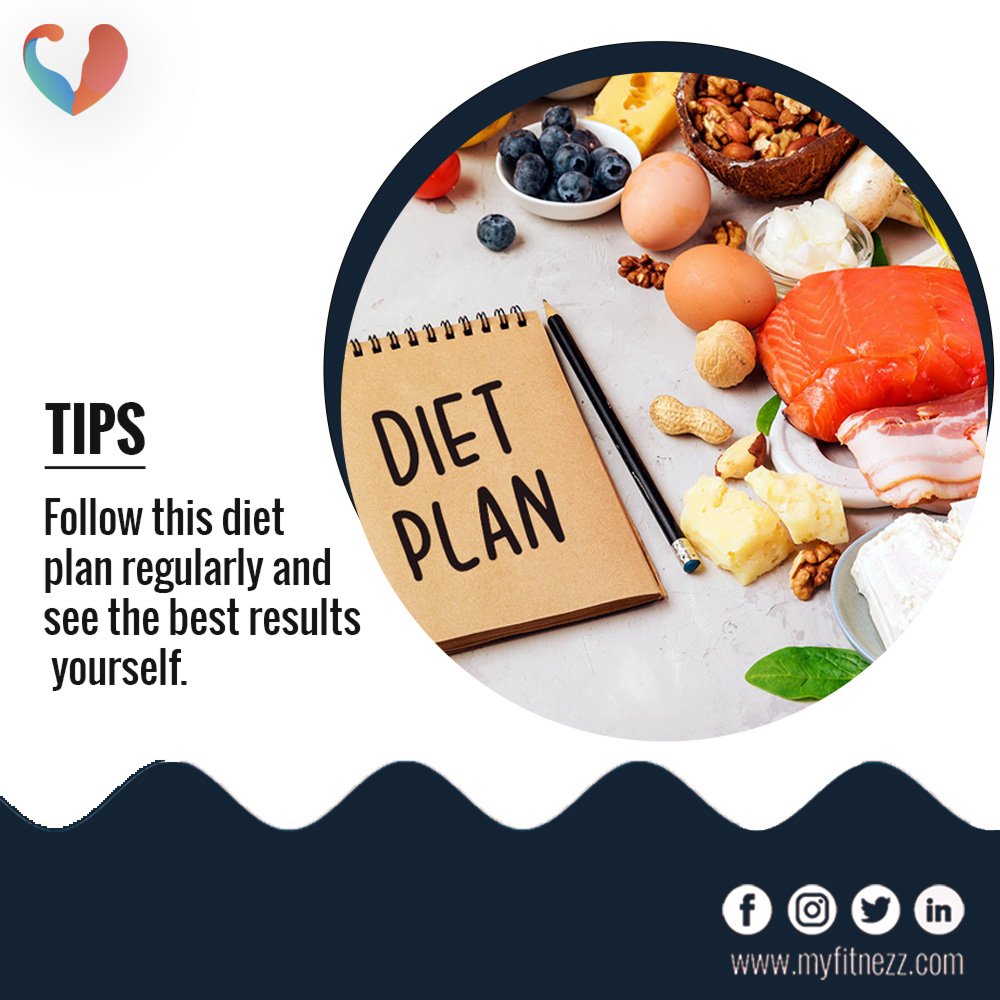 TIPS
Follow this diet
plan regularly and
see the best results
yourself.
DIET
PLAN
www.myfitnezz.com